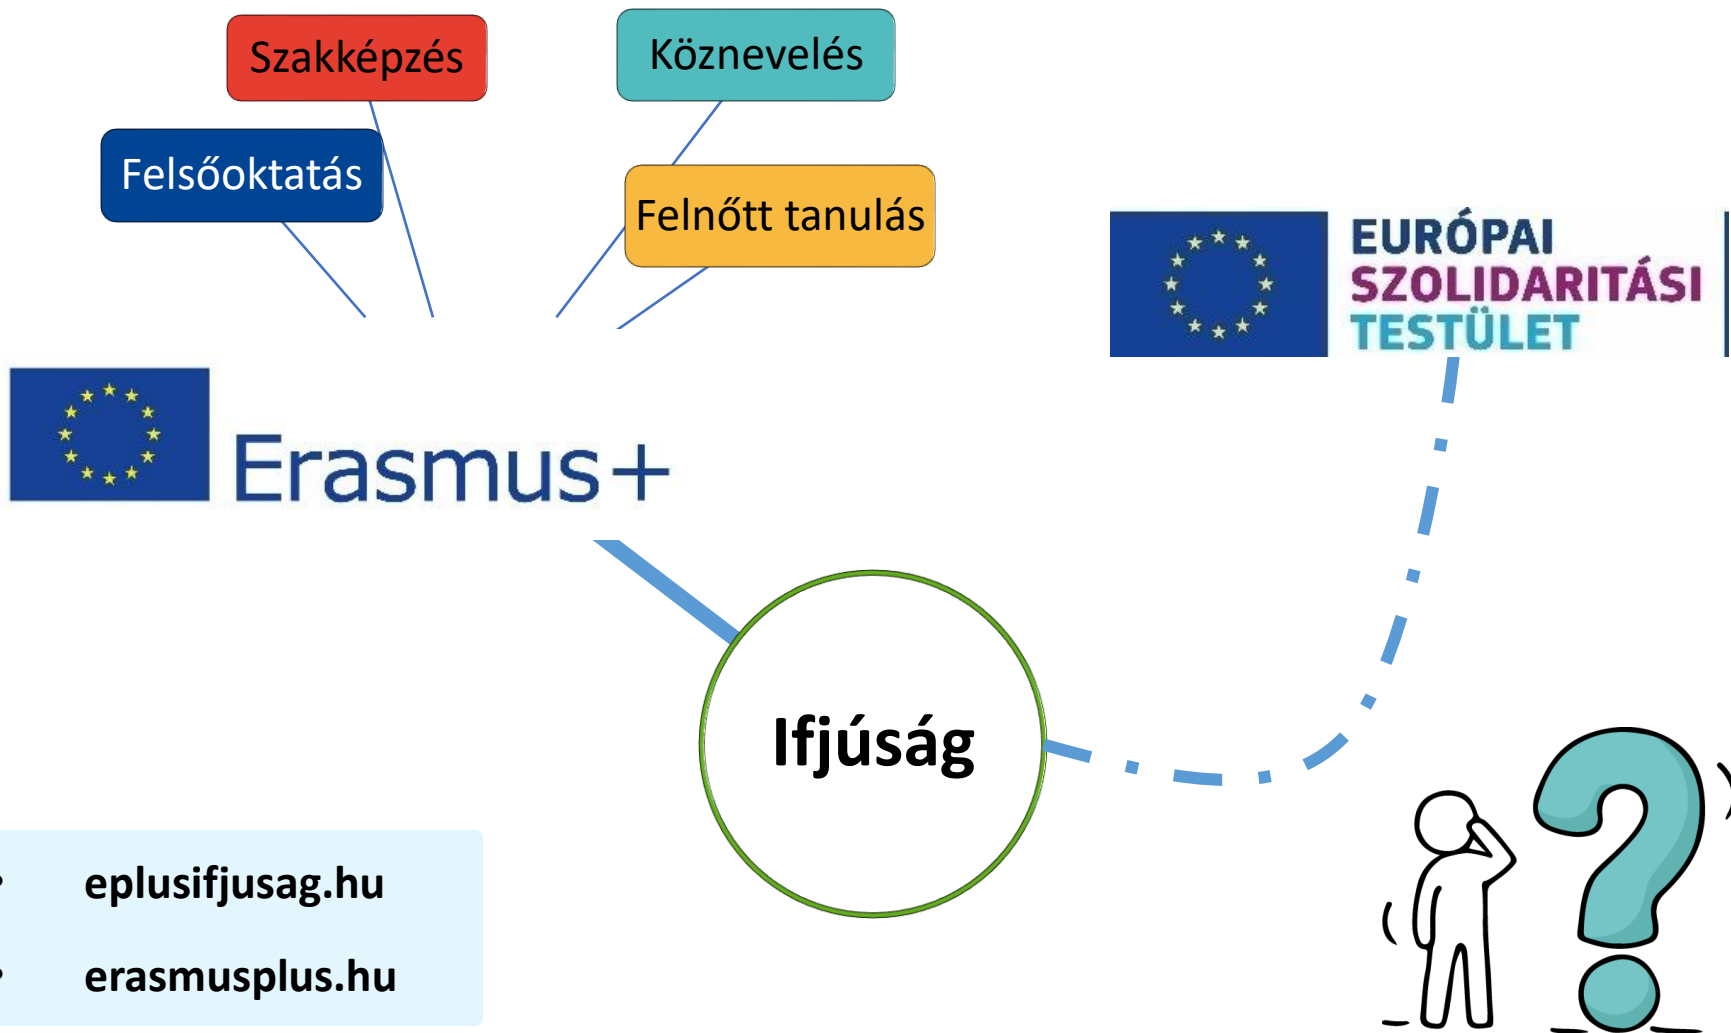 Szakképzés
Köznevelés
Felsőoktatás
Felnőtt tanulás
EURÓPAI
SZOLIDARITÁSI
TESTÜLET
Erasmus+
Ifjúság
• eplusifjusag.hu
• erasmusplus.hu